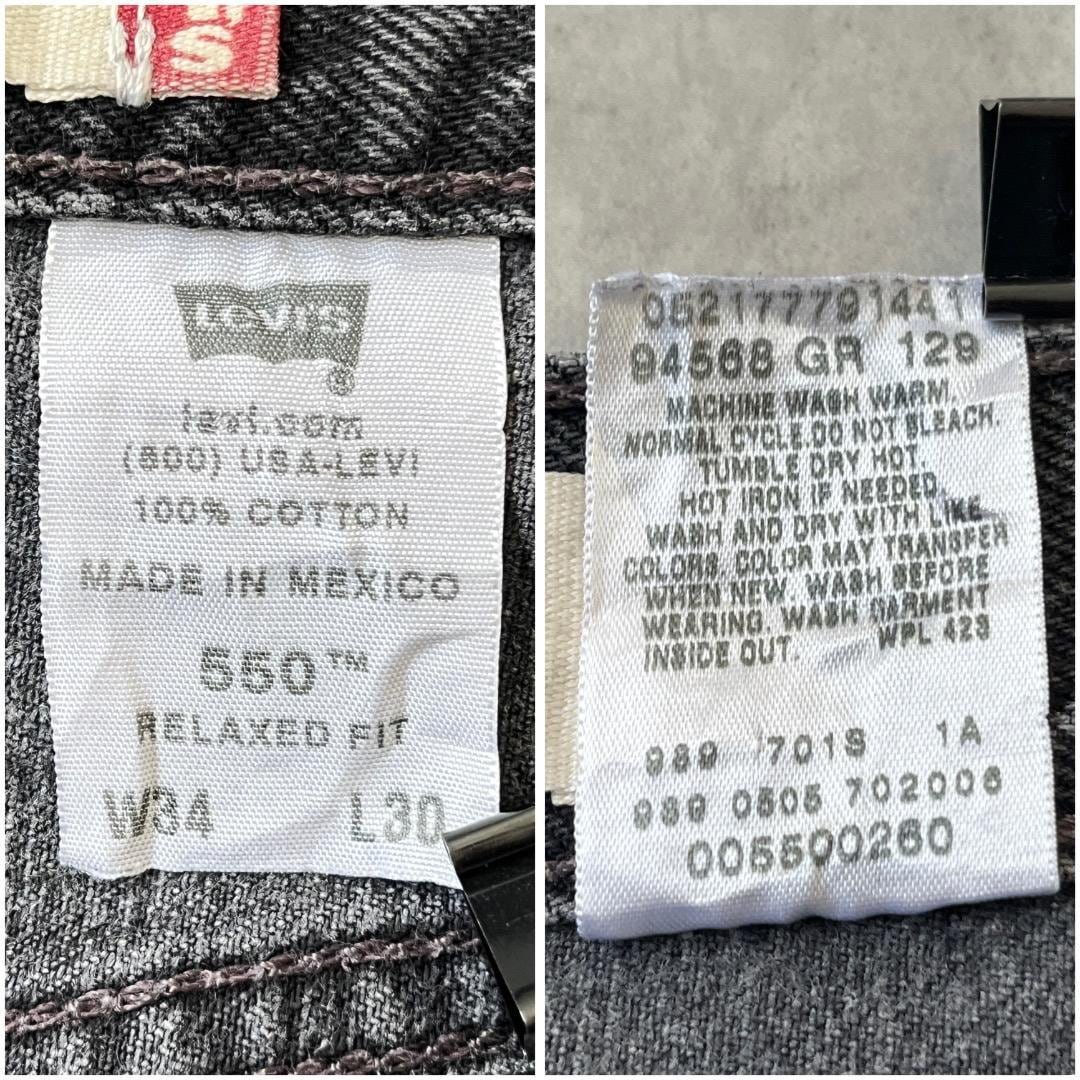 S
LEVI'S
®
levi.com
(800) USA-LEVI
100% COTTON
MADE IN MEXICO
550™
RELAXED FIT
W34 L30
94568 GR 129
MACHINE WASH WARM.
NORMAL CYCLE.DO NOT BLEACH.
TUMBLE DRY HOT.
HOT IRON IF NEEDED.
WASH AND DRY WITH LIKE
COLORS. COLOR MAY TRANSFER
WHEN NEW. WASH BEFORE
WEARING. WASH GARMENT
INSIDE OUT. WPL 423
989 701S 1A
989 0505 702006
005500260